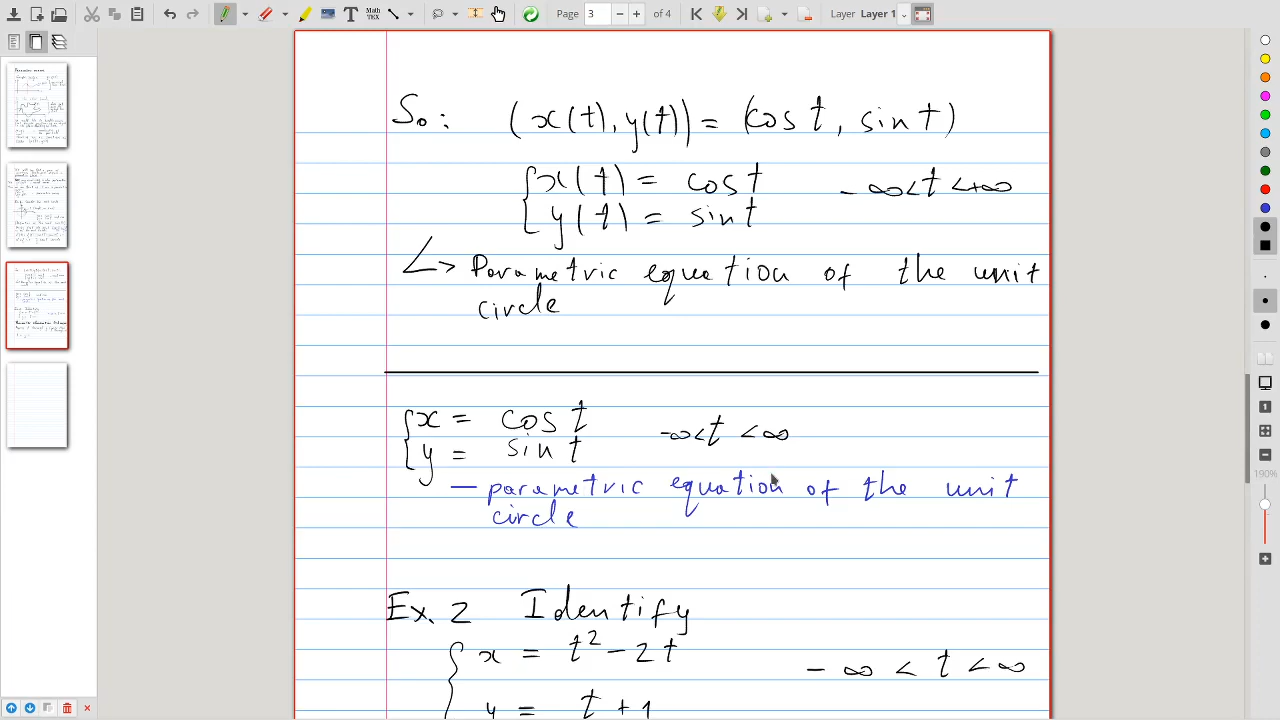 Page 3 of 4 Layer Layer 1
So: (x(t), y(t)) = (cos t, sin t)
x(t) = cos t -∞<t<+∞
y(t) = sin t
Parametric equation of the unit
circle
x = cos t -∞<t<∞
y = sin t
— parametric equation of the unit
circle
190%
Ex. 2 Identify
x = t² - 2t -∞ < t < ∞
y = t + 1